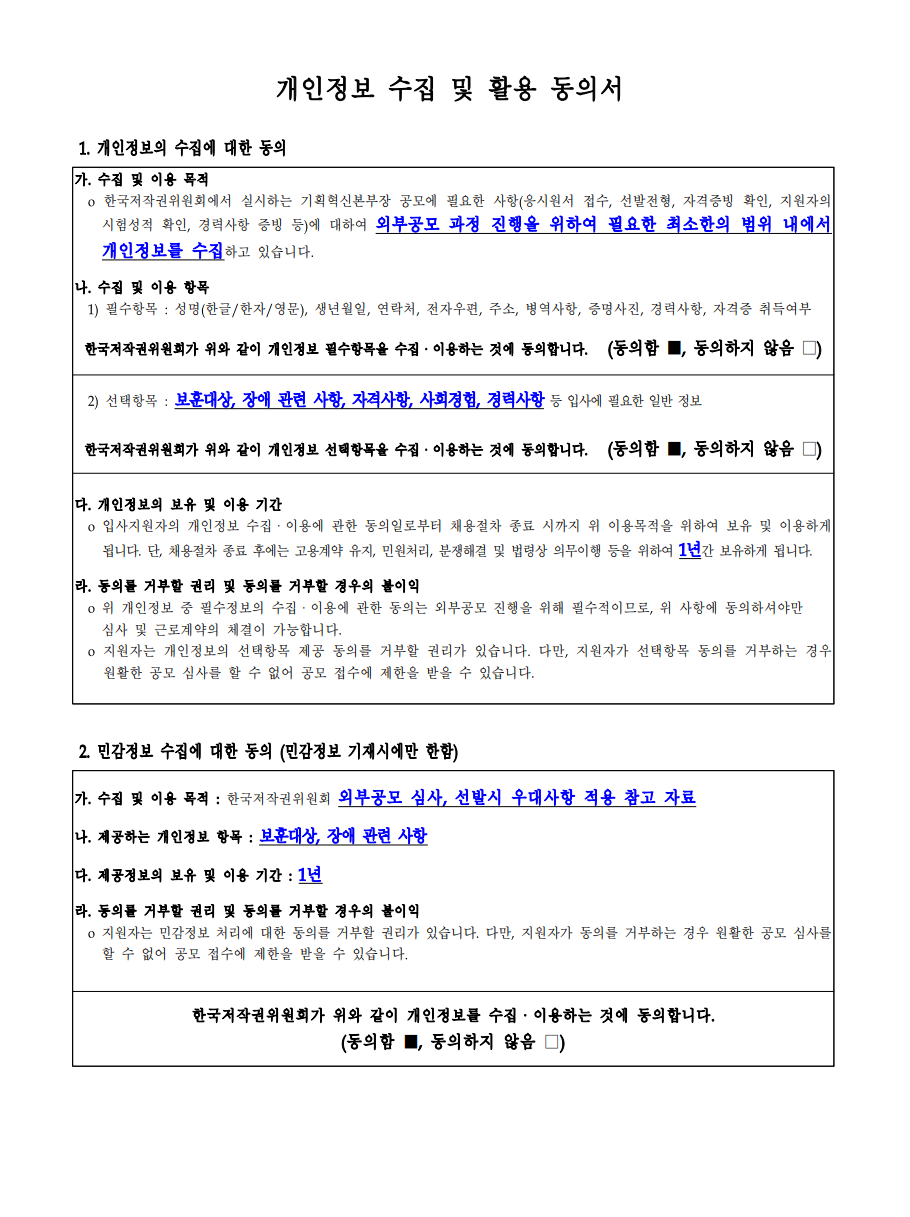 개인정보 수집 및 활용 동의서
1. 개인정보의 수집에 대한 동의
가. 수집 및 이용 목적
o 한국저작권위원회에서 실시하는 기획혁신본부장 공모에 필요한 사항(응시원서 접수, 선발전형, 자격증빙 확인, 지원자의
시험성적 확인, 경력사항 증빙 등)에 대하여 외부공모 과정 진행을 위하여 필요한 최소한의 범위 내에서
개인정보를 수집하고 있습니다.
나. 수집 및 이용 항목
1) 필수항목 : 성명(한글/한자/영문), 생년월일, 연락처, 전자우편, 주소, 병역사항, 증명사진, 경력사항, 자격증 취득여부
한국저작권위원회가 위와 같이 개인정보 필수항목을 수집·이용하는 것에 동의합니다. (동의함 ■, 동의하지 않음 □)
2) 선택항목 : 보훈대상, 장애 관련 사항, 자격사항, 사회경험, 경력사항 등 입사에 필요한 일반 정보
한국저작권위원회가 위와 같이 개인정보 선택항목을 수집·이용하는 것에 동의합니다. (동의함 ■, 동의하지 않음 □)
다. 개인정보의 보유 및 이용 기간
o 입사지원자의 개인정보 수집·이용에 관한 동의일로부터 채용절차 종료 시까지 위 이용목적을 위하여 보유 및 이용하게
됩니다. 단, 채용절차 종료 후에는 고용계약 유지, 민원처리, 분쟁해결 및 법령상 의무이행 등을 위하여 1년간 보유하게 됩니다.
라. 동의를 거부할 권리 및 동의를 거부할 경우의 불이익
o 위 개인정보 중 필수정보의 수집·이용에 관한 동의는 외부공모 진행을 위해 필수적이므로, 위 사항에 동의하셔야만
심사 및 근로계약의 체결이 가능합니다.
o 지원자는 개인정보의 선택항목 제공 동의를 거부할 권리가 있습니다. 다만, 지원자가 선택항목 동의를 거부하는 경우
원활한 공모 심사를 할 수 없어 공모 접수에 제한을 받을 수 있습니다.
2. 민감정보 수집에 대한 동의 (민감정보 기재시에만 한함)
가. 수집 및 이용 목적 : 한국저작권위원회 외부공모 심사, 선발시 우대사항 적용 참고 자료
나. 제공하는 개인정보 항목 : 보훈대상, 장애 관련 사항
다. 제공정보의 보유 및 이용 기간 : 1년
라. 동의를 거부할 권리 및 동의를 거부할 경우의 불이익
o 지원자는 민감정보 처리에 대한 동의를 거부할 권리가 있습니다. 다만, 지원자가 동의를 거부하는 경우 원활한 공모 심사를
할 수 없어 공모 접수에 제한을 받을 수 있습니다.
한국저작권위원회가 위와 같이 개인정보를 수집·이용하는 것에 동의합니다.
(동의함 ■, 동의하지 않음 □)